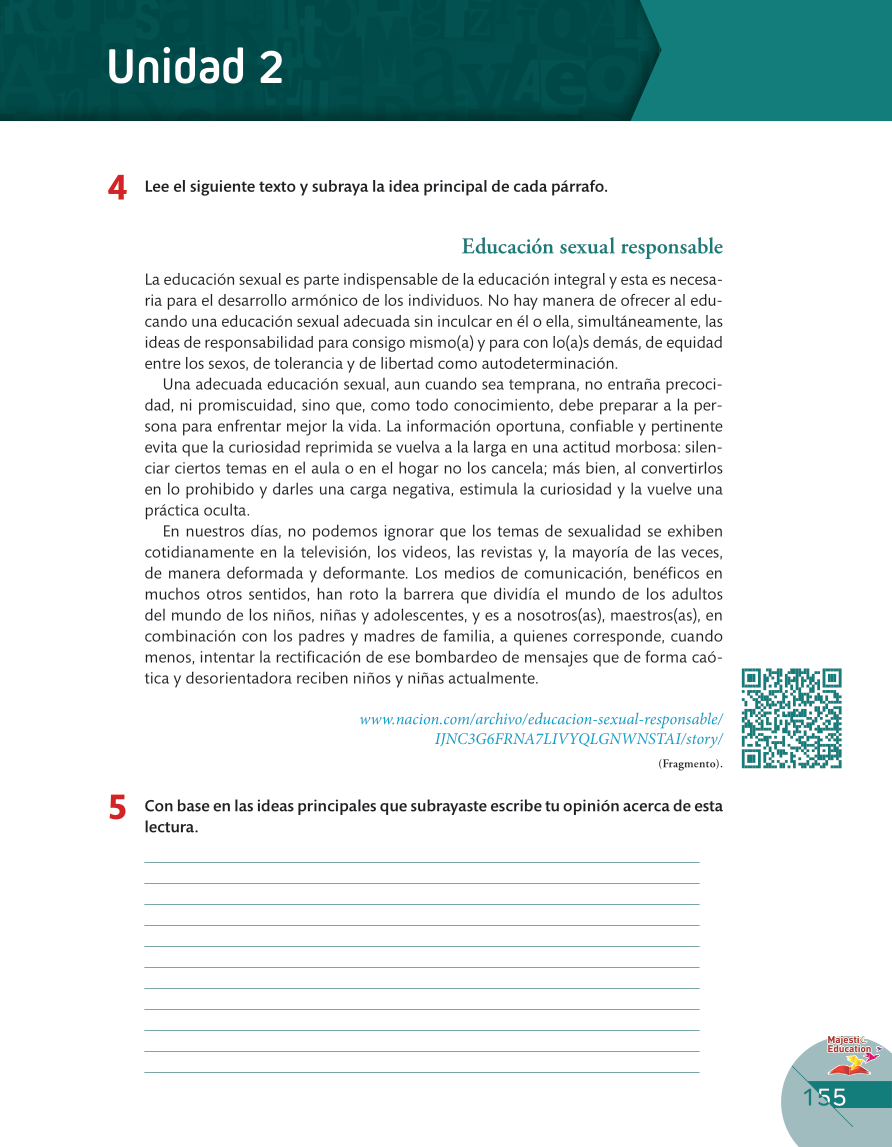 Unidad 2
4 Lee el siguiente texto y subraya la idea principal de cada párrafo.
Educación sexual responsable
La educación sexual es parte indispensable de la educación integral y esta es necesa-
ria para el desarrollo armónico de los individuos. No hay manera de ofrecer al edu-
cando una educación sexual adecuada sin inculcar en él o ella, simultáneamente, las
ideas de responsabilidad para consigo mismo(a) y para con lo(a)s demás, de equidad
entre los sexos, de tolerancia y de libertad como autodeterminación.
Una adecuada educación sexual, aun cuando sea temprana, no entraña precoci-
dad, ni promiscuidad, sino que, como todo conocimiento, debe preparar a la per-
sona para enfrentar mejor la vida. La información oportuna, confiable y pertinente
evita que la curiosidad reprimida se vuelva a la larga en una actitud morbosa: silen-
ciar ciertos temas en el aula o en el hogar no los cancela; más bien, al convertirlos
en lo prohibido y darles una carga negativa, estimula la curiosidad y la vuelve una
práctica oculta.
En nuestros días, no podemos ignorar que los temas de sexualidad se exhiben
cotidianamente en la televisión, los videos, las revistas y, la mayoría de las veces,
de manera deformada y deformante. Los medios de comunicación, benéficos en
muchos otros sentidos, han roto la barrera que dividía el mundo de los adultos
del mundo de los niños, niñas y adolescentes, y es a nosotros(as), maestros(as), en
combinación con los padres y madres de familia, a quienes corresponde, cuando
menos, intentar la rectificación de ese bombardeo de mensajes que de forma caó-
tica y desorientadora reciben niños y niñas actualmente.
www.nacion.com/archivo/educacion-sexual-responsable/
IJNC3G6FRNA7LIVYQLGNWNSTAI/story/
(Fragmento).
5 Con base en las ideas principales que subrayaste escribe tu opinión acerca de esta
lectura.
Majestic
Education
155